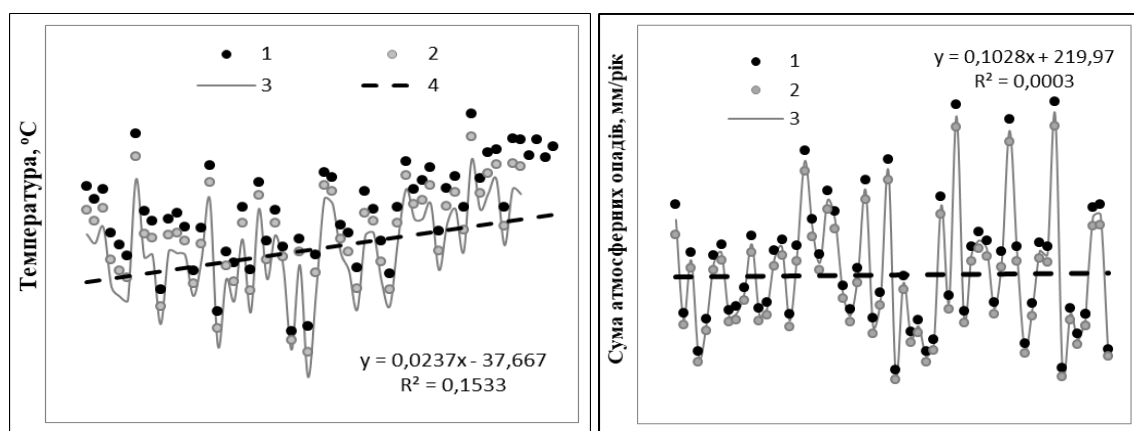 Температура, ºС
1
2
3
4
y = 0,0237x - 37,667
R² = 0,1533
Сума атмосферних опадів, мм/рік
1
2
3
y = 0,1028x + 219,97
R² = 0,0003